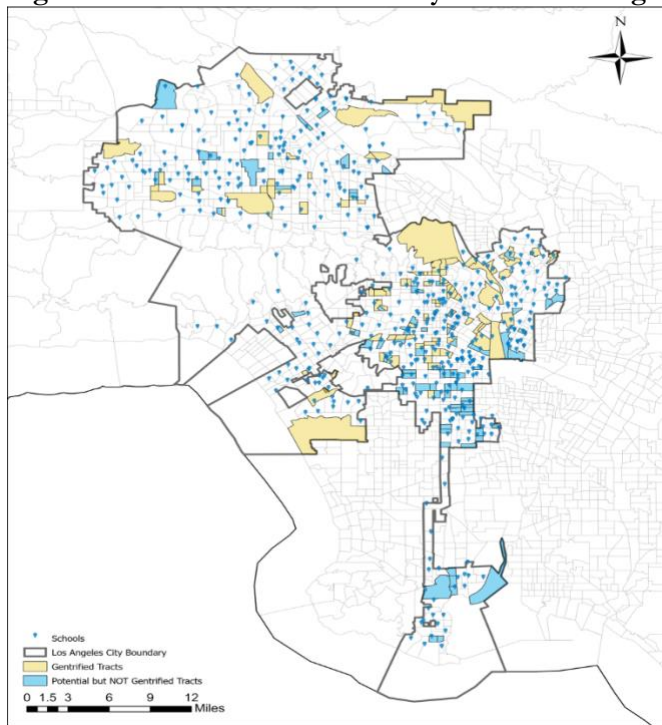 N
Schools
Los Angeles City Boundary
Gentrified Tracts
Potential but NOT Gentrified Tracts
0 1.5 3 6 9 12
Miles